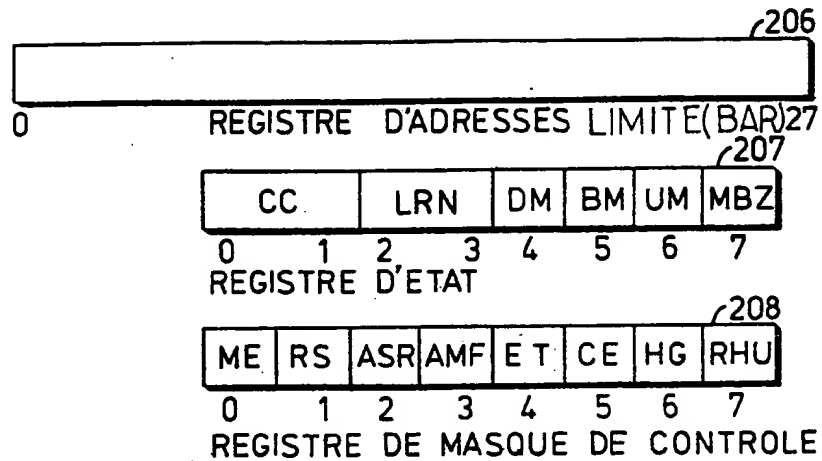 206
0 REGISTRE D'ADRESSES LIMITE(BAR)27
207
CC LRN DM BM UM MBZ
0 1 2 3 4 5 6 7
REGISTRE D'ETAT
208
ME RS ASR AMF ET CE HG RHU
0 1 2 3 4 5 6 7
REGISTRE DE MASQUE DE CONTROLE